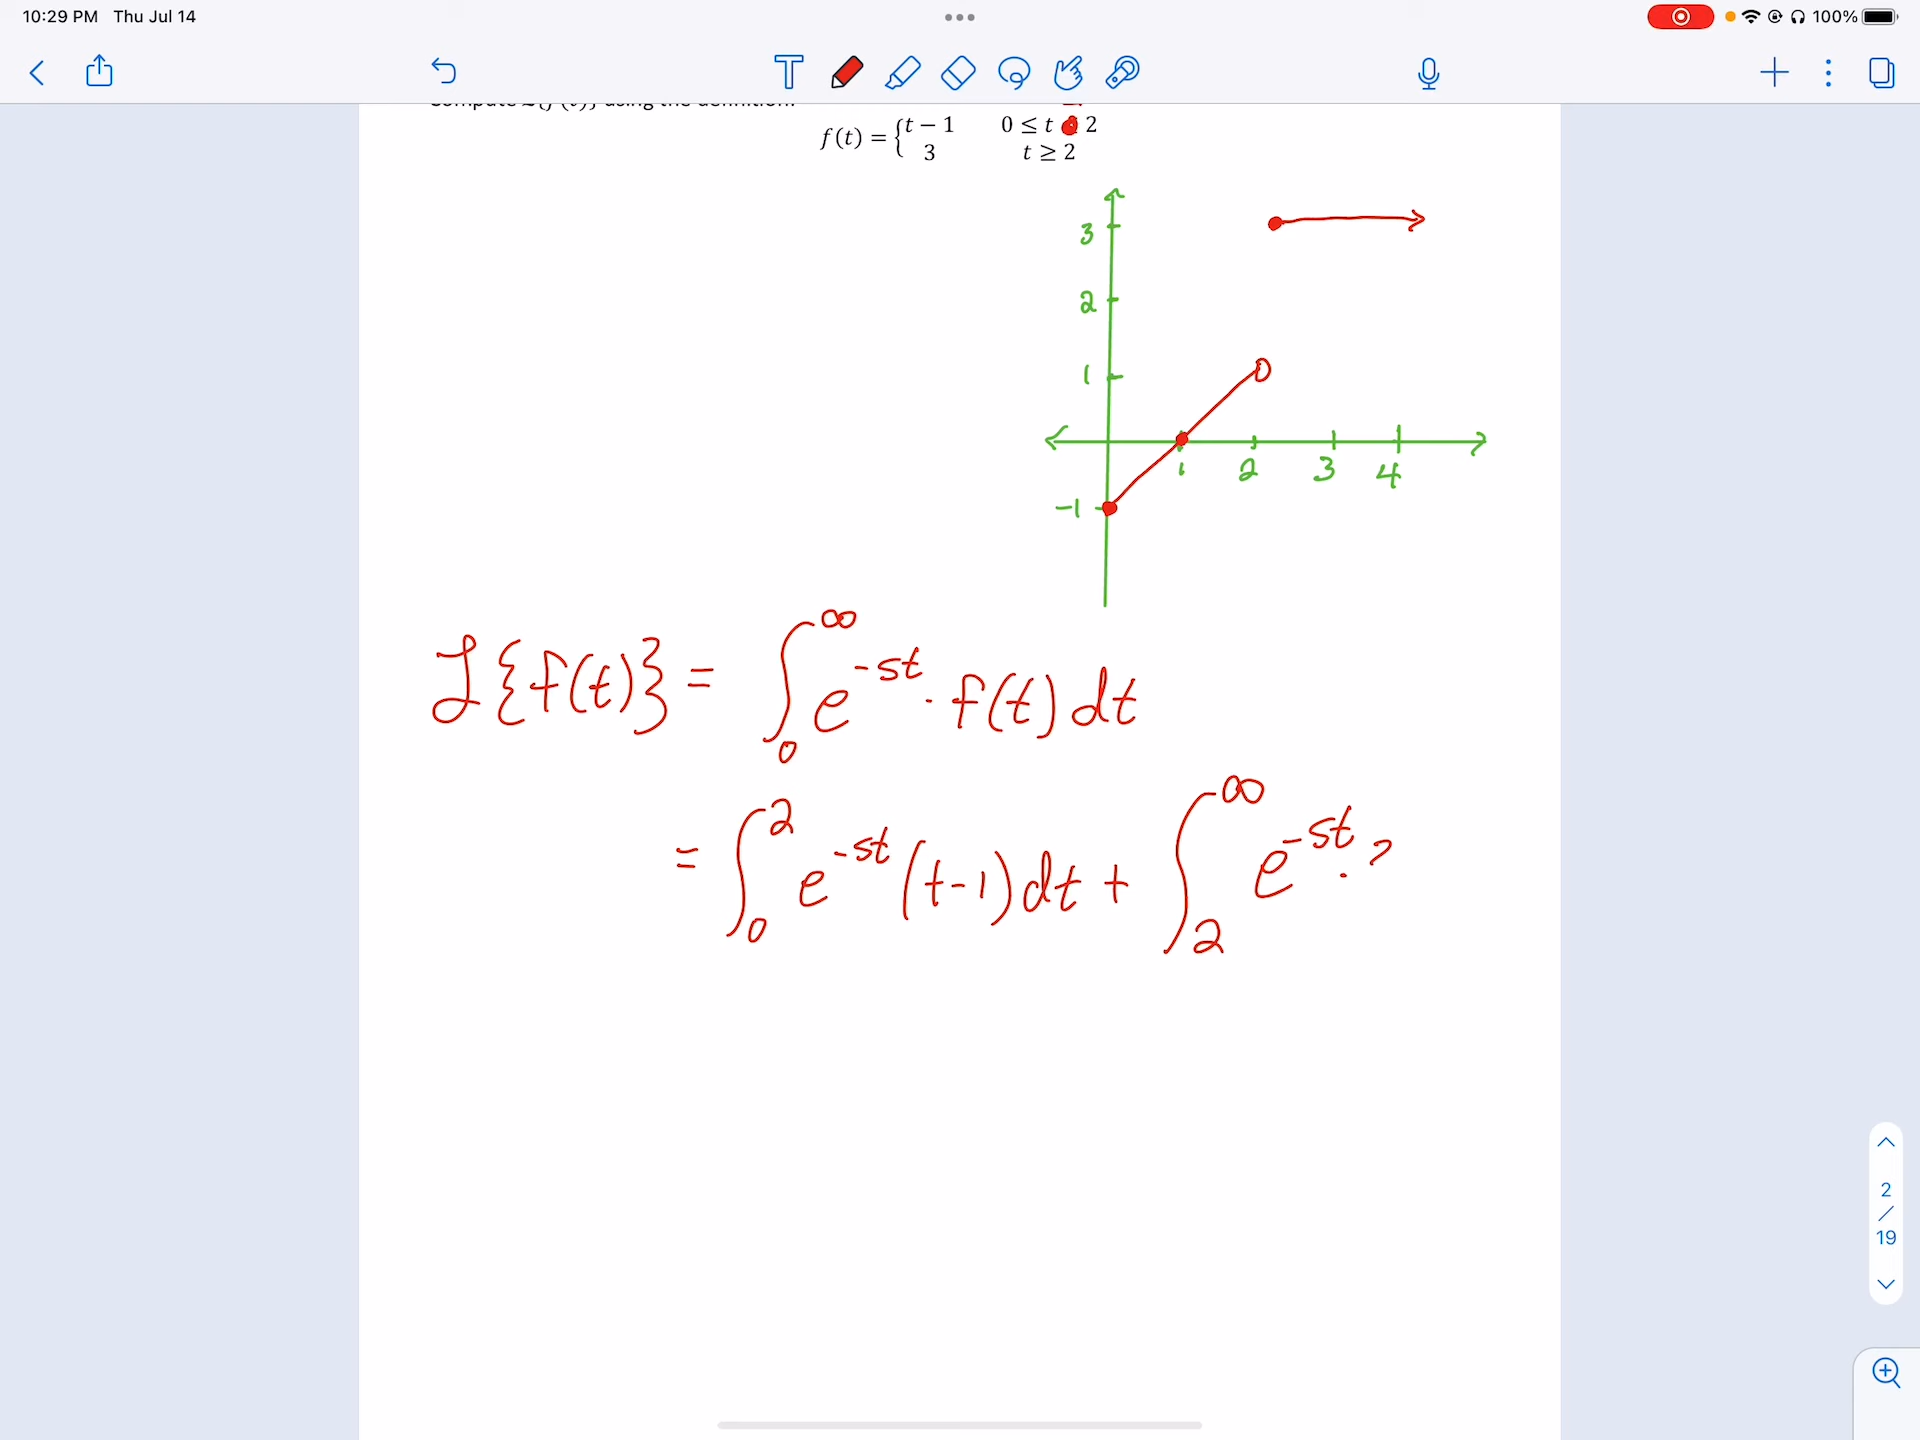 10:29 PM Thu Jul 14
100%
T
f(t) = {t − 1 0 ≤ t 2
3 t ≥ 2
3
2
1
1 2 3 4
-1
ℒ{f(t)} = ∫₀^∞ e^{-st} · f(t) dt
= ∫₀² e^{-st} (t-1) dt + ∫₂^∞ e^{-st} ·
2
/
19